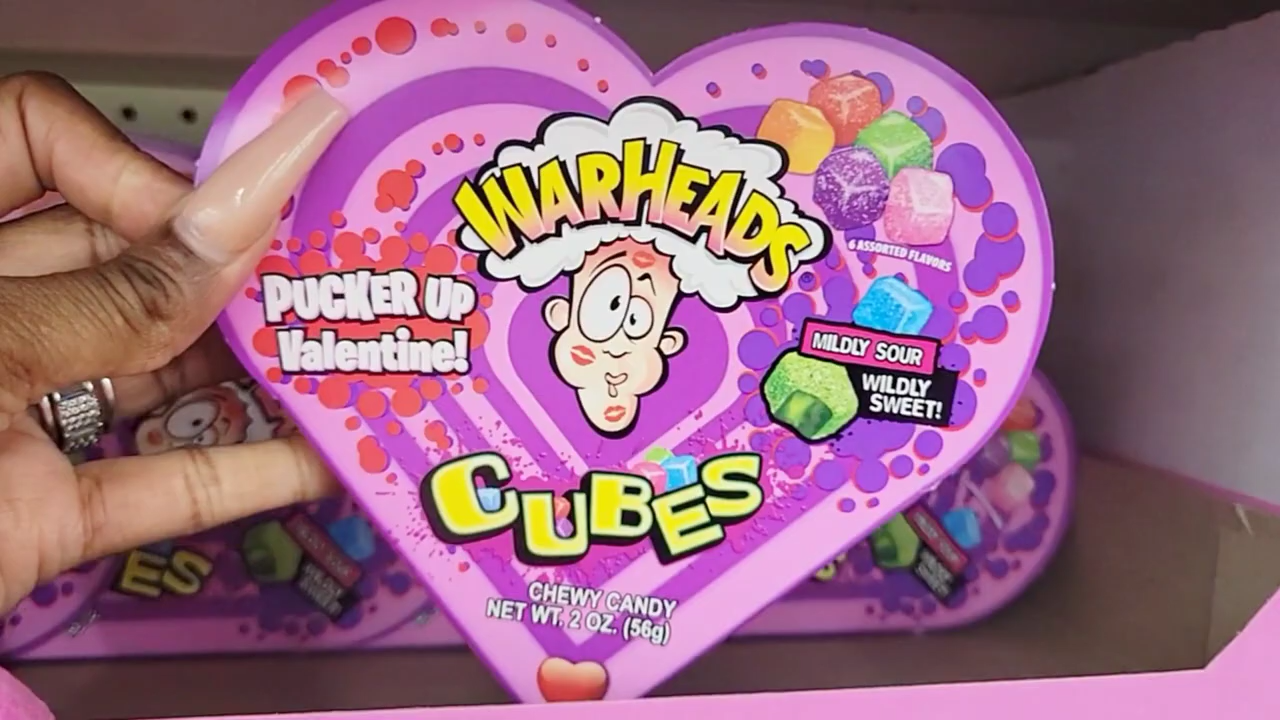 WARHEADS
6 ASSORTED FLAVORS
PUCKER UP
Valentine!
MILDLY SOUR
WILDLY
SWEET!
CUBES
CHEWY CANDY
NET WT. 2 OZ. (56g)
ES